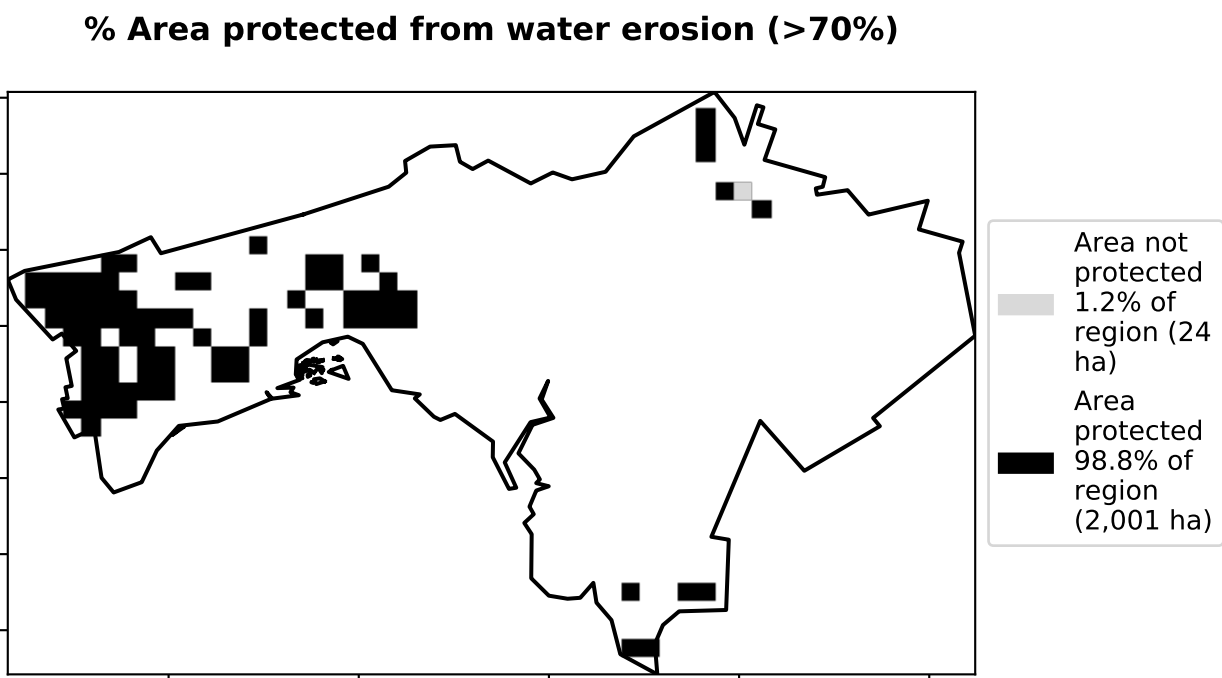 % Area protected from water erosion (>70%)
Area not
protected
1.2% of
region (24
ha)
Area
protected
98.8% of
region
(2,001 ha)